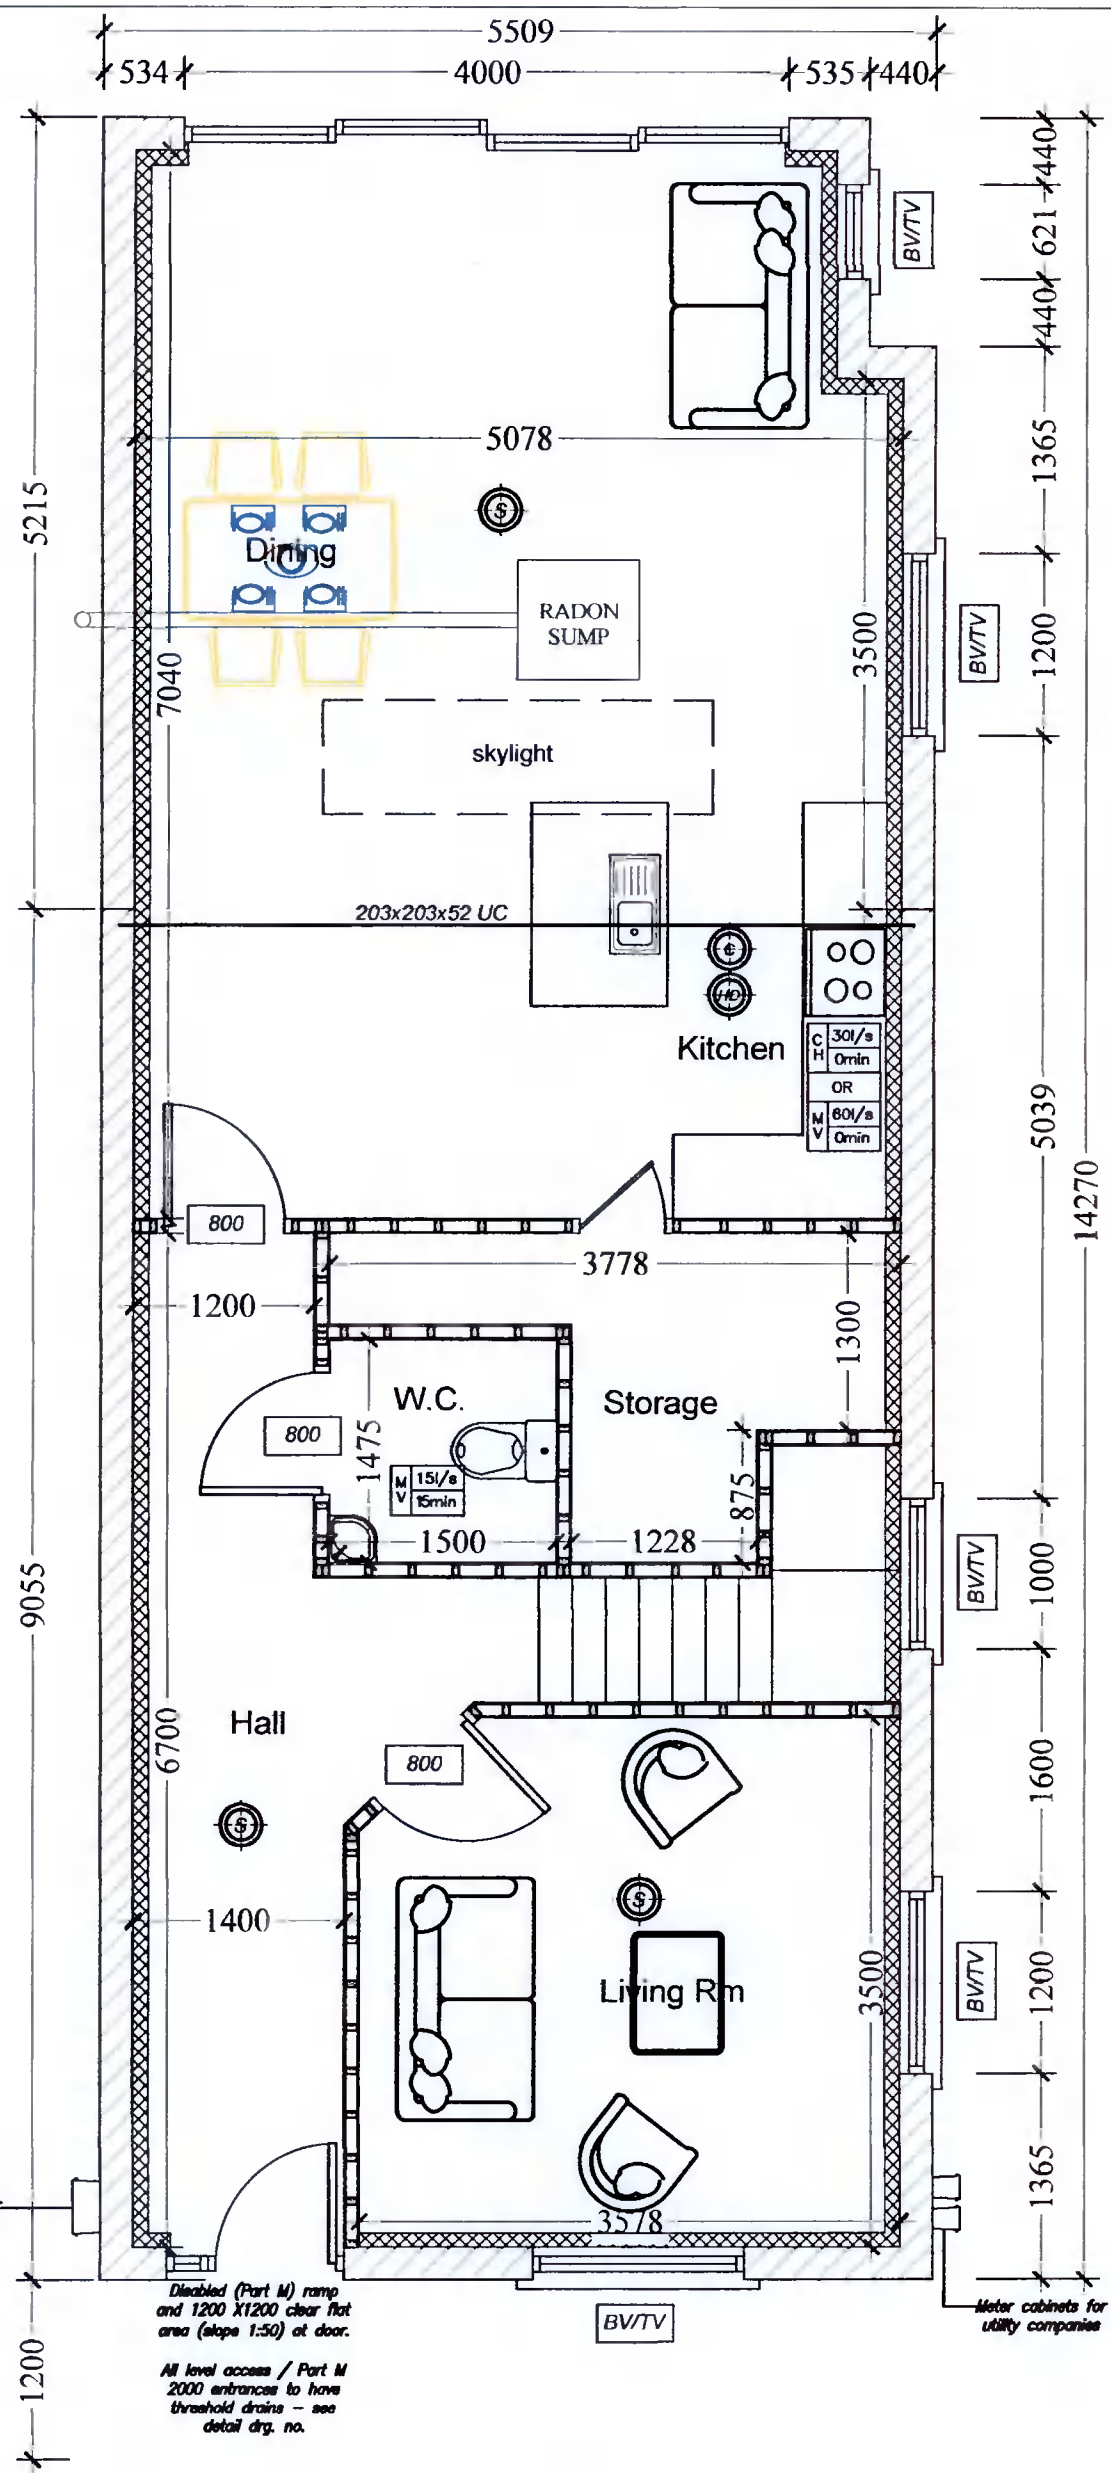 5509
534
4000
535
440
440
621
BV/TV
440
5215
5078
1365
S
Dining
RADON
SUMP
BV/TV
1200
3500
7040
skylight
203x203x52 UC
HD
Kitchen
C
H
30l/s
0min
OR
M
V
60l/s
0min
5039
14270
800
3778
1200
1300
W.C.
Storage
800
1475
M
V
15l/s
15min
875
1500
1228
BV/TV
1000
9055
Hall
6700
800
1600
S
S
1400
Living Rm
3500
BV/TV
1200
1365
3578
Disabled (Part M) ramp
and 1200 X1200 clear flat
area (slope 1:50) at door.
BV/TV
Meter cabinets for
utility companies
1200
All level access / Part M
2000 entrances to have
threshold drains – see
detail drg. no.